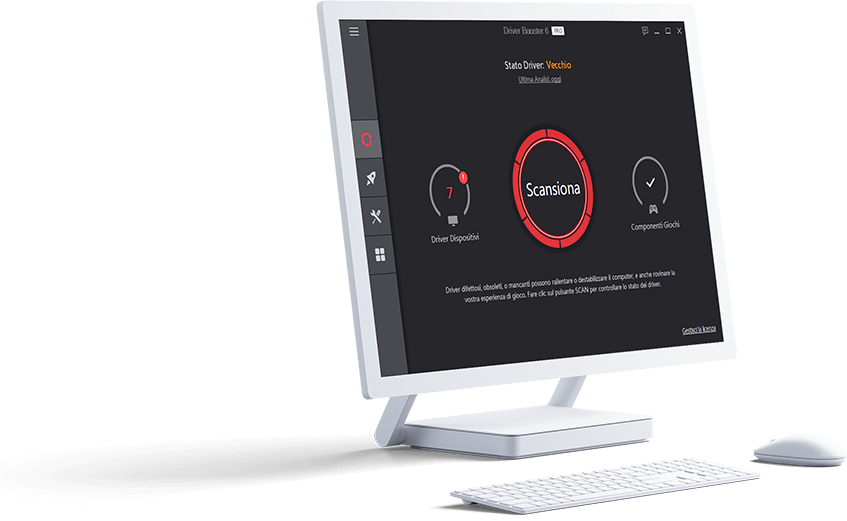 Driver Booster 6 PRO
Stato Driver: Vecchio
Ultima Analisi: oggi
7
!
Scansiona
Driver Dispositivi
Componenti Giochi
Driver difettosi, obsoleti, o mancanti possono rallentare o destabilizzare il computer, e anche rovinare la
vostra esperienza di gioco. Fare clic sul pulsante SCAN per controllare lo stato dei driver.
Gestisci la licenza